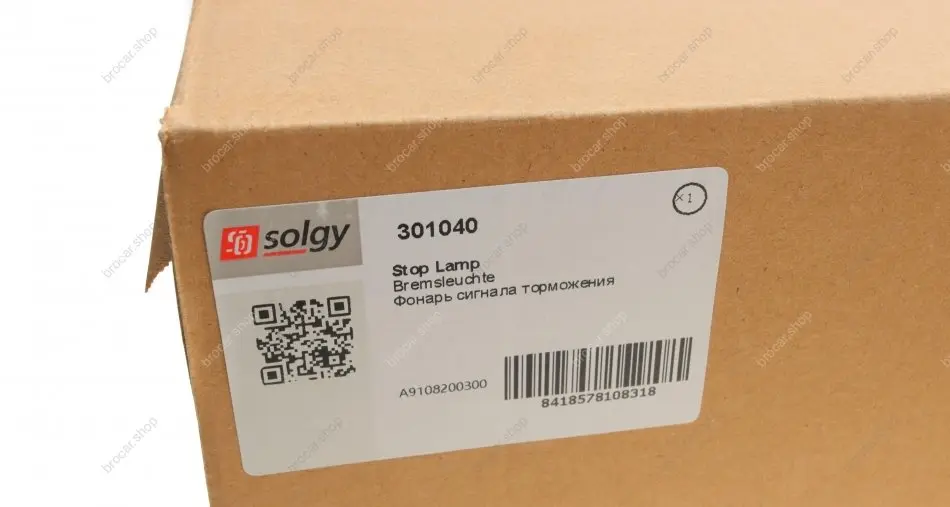 solgy
301040
× 1
Stop Lamp
Bremsleuchte
Фонарь сигнала торможения
A9108200300
8418578108318
brocar.shop